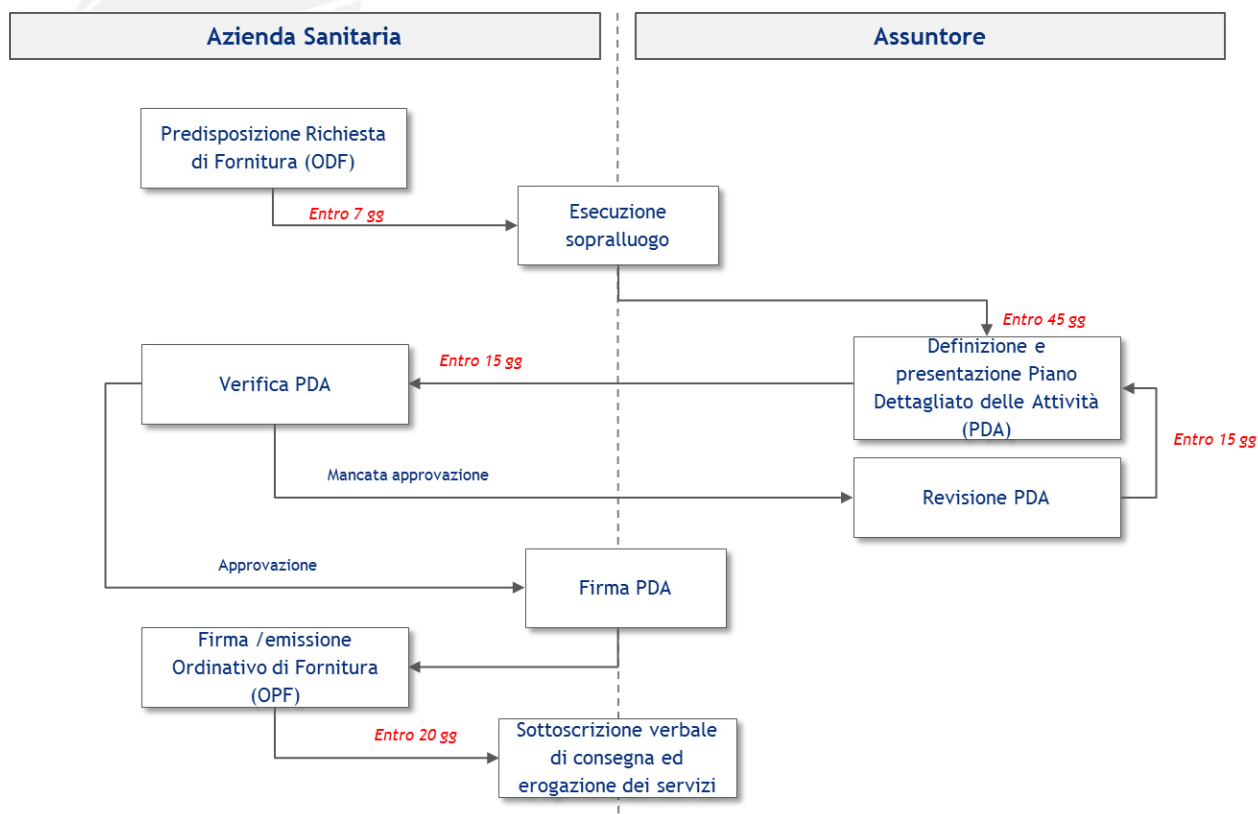 Azienda Sanitaria
Assuntore
Predisposizione Richiesta
di Fornitura (ODF)
Entro 7 gg
Esecuzione
sopralluogo
Entro 45 gg
Definizione e
presentazione Piano
Dettagliato delle Attività
(PDA)
Entro 15 gg
Verifica PDA
Entro 15 gg
Mancata approvazione
Revisione PDA
Approvazione
Firma PDA
Firma /emissione
Ordinativo di Fornitura
(OPF)
Entro 20 gg
Sottoscrizione verbale
di consegna ed
erogazione dei servizi